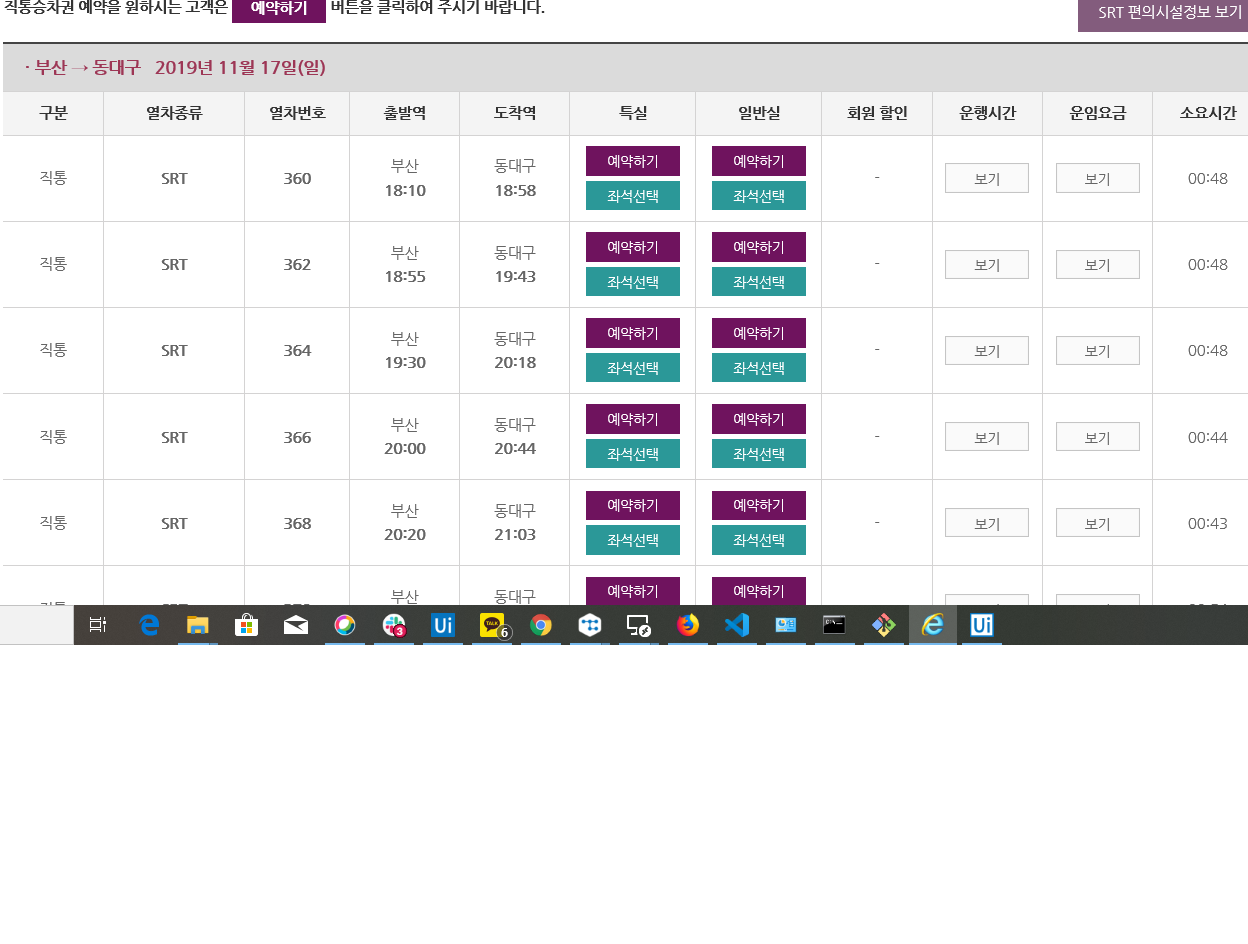 직통승차권 예약을 원하시는 고객은 예약하기 버튼을 클릭하여 주시기 바랍니다.
SRT 편의시설정보 보기
· 부산 → 동대구 2019년 11월 17일(일)
구분 열차종류 열차번호 출발역 도착역 특실 일반실 회원 할인 운행시간 운임요금 소요시간
직통 SRT 360 부산 18:10 동대구 18:58 예약하기 좌석선택 예약하기 좌석선택 - 보기 보기 00:48
직통 SRT 362 부산 18:55 동대구 19:43 예약하기 좌석선택 예약하기 좌석선택 - 보기 보기 00:48
직통 SRT 364 부산 19:30 동대구 20:18 예약하기 좌석선택 예약하기 좌석선택 - 보기 보기 00:48
직통 SRT 366 부산 20:00 동대구 20:44 예약하기 좌석선택 예약하기 좌석선택 - 보기 보기 00:44
직통 SRT 368 부산 20:20 동대구 21:03 예약하기 좌석선택 예약하기 좌석선택 - 보기 보기 00:43
부산 동대구 예약하기 예약하기
3 Ui TALK 6 Ui